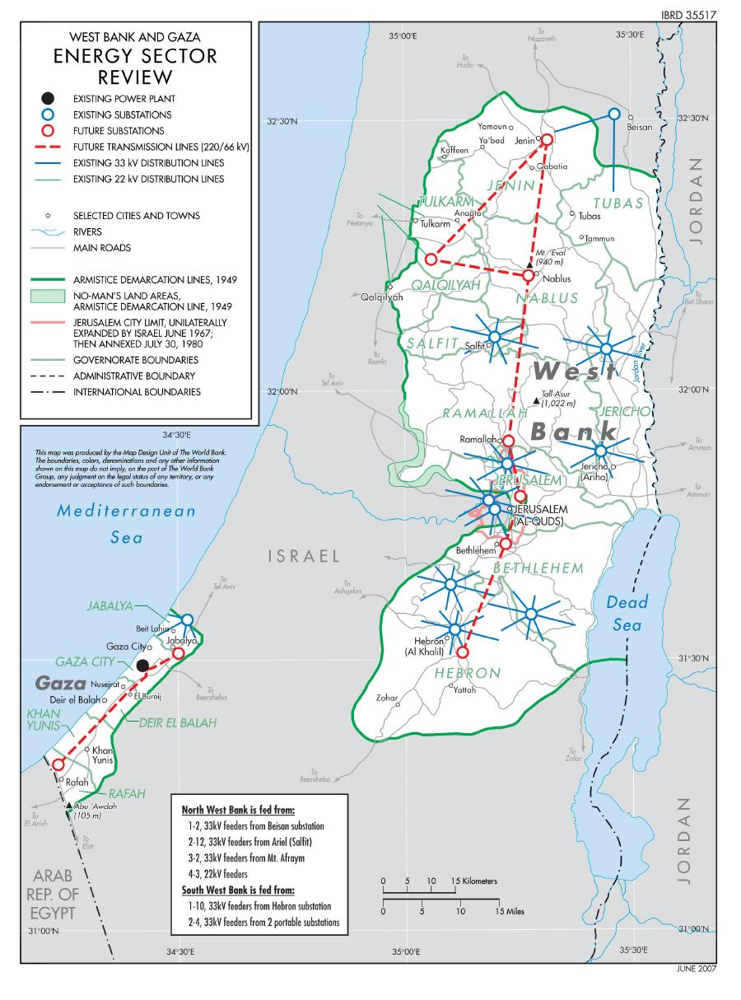 IBRD 35517
WEST BANK AND GAZA
ENERGY SECTOR
REVIEW
EXISTING POWER PLANT
EXISTING SUBSTATIONS
FUTURE SUBSTATIONS
FUTURE TRANSMISSION LINES (220/66 kV)
EXISTING 33 kV DISTRIBUTION LINES
EXISTING 22 kV DISTRIBUTION LINES
SELECTED CITIES AND TOWNS
RIVERS
MAIN ROADS
ARMISTICE DEMARCATION LINES, 1949
NO-MAN'S LAND AREAS,
ARMISTICE DEMARCATION LINE, 1949
JERUSALEM CITY LIMIT, UNILATERALLY
EXPANDED BY ISRAEL JUNE 1967;
THEN ANNEXED JULY 30, 1980
GOVERNORATE BOUNDARIES
ADMINISTRATIVE BOUNDARY
INTERNATIONAL BOUNDARIES
This map was produced by the Map Design Unit of The World Bank.
The boundaries, colors, denominations and any other information
shown on this map do not imply, on the part of The World Bank
Group, any judgment on the legal status of any territory, or any
endorsement or acceptance of such boundaries.
35°00'E
35°30'E
To
Nazareth
To
Haifa
32°30'N
32°30'N
Beisan
Yamoun
Ya'bad
Jenin
Kaffeen
Qabatia
JENIN
TULKARM
TUBAS
JORDAN
Anapta
To
Netanya
Tulkarm
Tubas
Tammun
Mt. 'Eval
(940 m)
Nablus
QALQILYAH
Qalqilyah
NABLUS
To
Bet Shean
SALFIT
Salfit
To
Ramla
West
Jordan River
To
Tel Aviv
32°00'N
32°00'N
Tall Asur
(1,022 m)
RAMALLAH
JERICHO
Bank
Ramallah
To
Amman
Jericho
(Ariha)
JERUSALEM
To
Amman
JERUSALEM
(AL-QUDS)
34°30'E
Mediterranean
Sea
ISRAEL
Bethlehem
BETHLEHEM
To
Tel Aviv
To
Ashqalon
Dead
Sea
JABALYA
Beit Lahia
Jabalya
Gaza City
GAZA CITY
Hebron
(Al Khalil)
31°30'N
HEBRON
Gaza
Nusejrat
Yattah
To
Beersheba
Deir el Balah
El Bureij
Zohar
KHAN
YUNIS
DEIR EL BALAH
Khan
Yunis
To
Zofar
To
Beersheba
Rafah
RAFAH
Abu 'Awdah
(105 m)
To
El Arish
To
Elat
JORDAN
North West Bank is fed from:
1-2, 33kV feeders from Beisan substation
2-12, 33kV feeders from Ariel (Salfit)
3-2, 33kV feeders from Mt. Afraym
4-3, 22kV feeders
South West Bank is fed from:
1-10, 33kV feeders from Hebron substation
2-4, 33kV feeders from 2 portable substations
ARAB
REP. OF
EGYPT
0 5 10 15 Kilometers
0 5 10 15 Miles
31°00'N
31°00'N
34°30'E
35°00'E
35°30'E
JUNE 2007